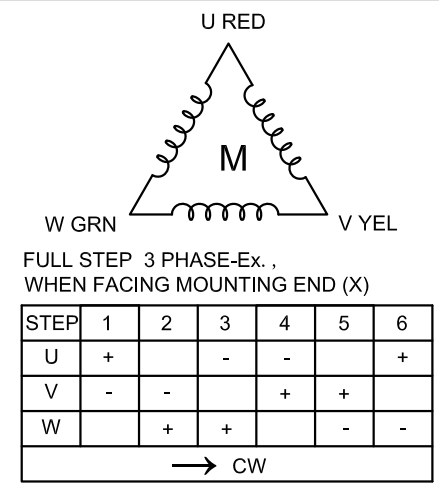 U RED
M
W GRN
V YEL
FULL STEP 3 PHASE-Ex. ,
WHEN FACING MOUNTING END (X)
STEP 1 2 3 4 5 6
U + - - +
V - - + +
W + + - -
→ CW